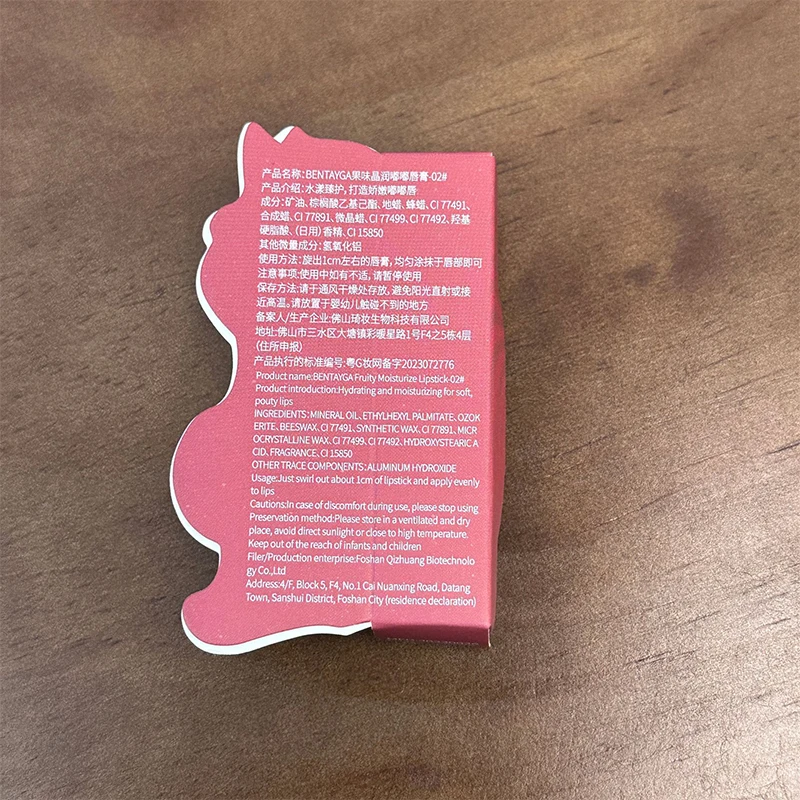 产品名称:BENTAYGA果味晶润嘟嘟唇膏-02#
产品介绍:水漾臻护,打造娇嫩嘟嘟唇
成分:矿油、棕榈酸乙基己酯、地蜡、蜂蜡、CI 77491、
合成蜡、CI 77891、微晶蜡、CI 77499、CI 77492、羟基
硬脂酸、(日用)香精、CI 15850
其他微量成分:氢氧化铝
使用方法:旋出1cm左右的唇膏,均匀涂抹于唇部即可
注意事项:使用中如有不适,请暂停使用
保存方法:请于通风干燥处存放,避免阳光直射或接
近高温。请放置于婴幼儿触碰不到的地方
备案人/生产企业:佛山琦妆生物科技有限公司
地址:佛山市三水区大塘镇彩暖星路1号F4之5栋4层
(住所申报)
产品执行的标准编号:粤G妆网备字2023072776
Product name:BENTAYGA Fruity Moisturize Lipstick-02#
Product introduction:Hydrating and moisturizing for soft,
pouty lips
INGREDIENTS: MINERAL OIL、ETHYLHEXYL PALMITATE、OZOK
ERITE、BEESWAX、CI 77491、SYNTHETIC WAX、CI 77891、MICR
OCRYSTALLINE WAX、CI 77499、CI 77492、HYDROXYSTEARIC A
CID、FRAGRANCE、CI 15850
OTHER TRACE COMPONENTS: ALUMINUM HYDROXIDE
Usage:Just swirl out about 1cm of lipstick and apply evenly
to lips
Cautions:In case of discomfort during use, please stop using
Preservation method:Please store in a ventilated and dry
place, avoid direct sunlight or close to high temperature.
Keep out of the reach of infants and children
Filer/Production enterprise:Foshan Qizhuang Biotechnolo
gy Co.,Ltd
Address:4/F, Block 5, F4, No.1 Cai Nuanxing Road, Datang
Town, Sanshui District, Foshan City (residence declaration)